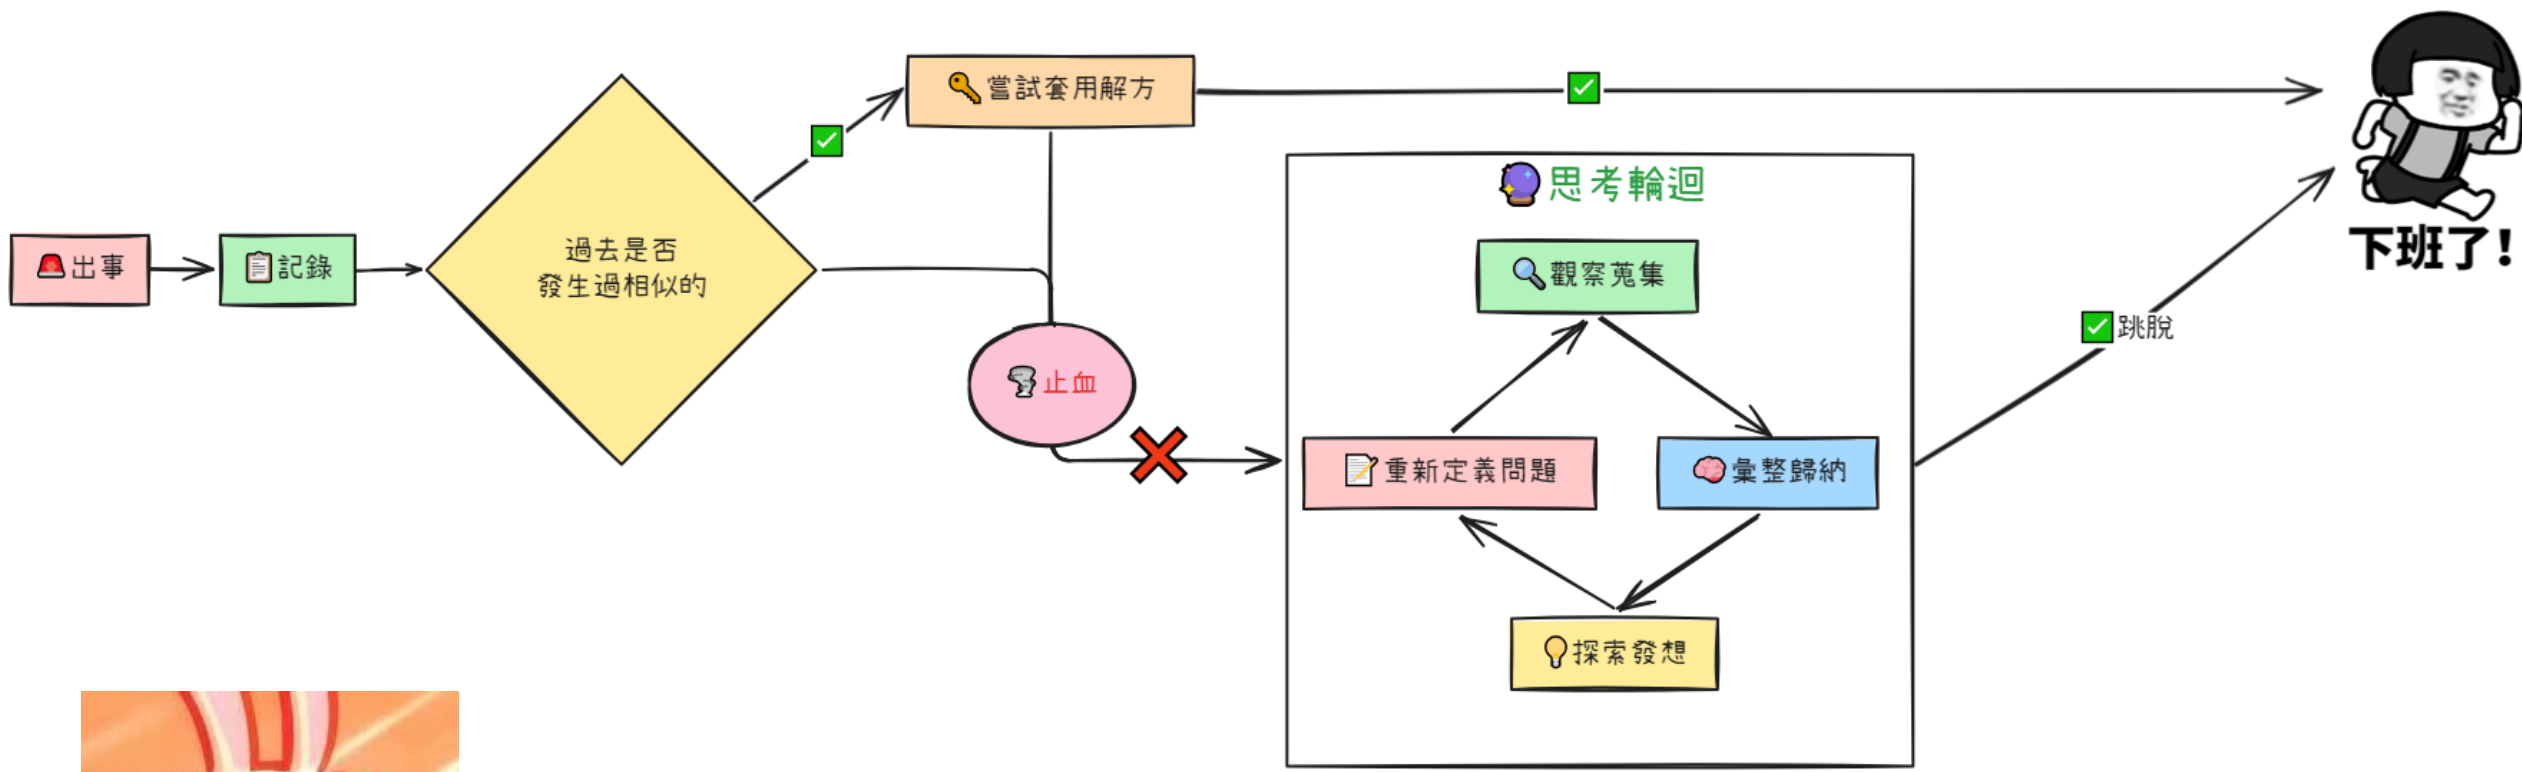 嘗試套用解方
思考輪迴
出事
記錄
過去是否
發生過相似的
觀察蒐集
下班了!
跳脫
止血
重新定義問題
彙整歸納
探索發想